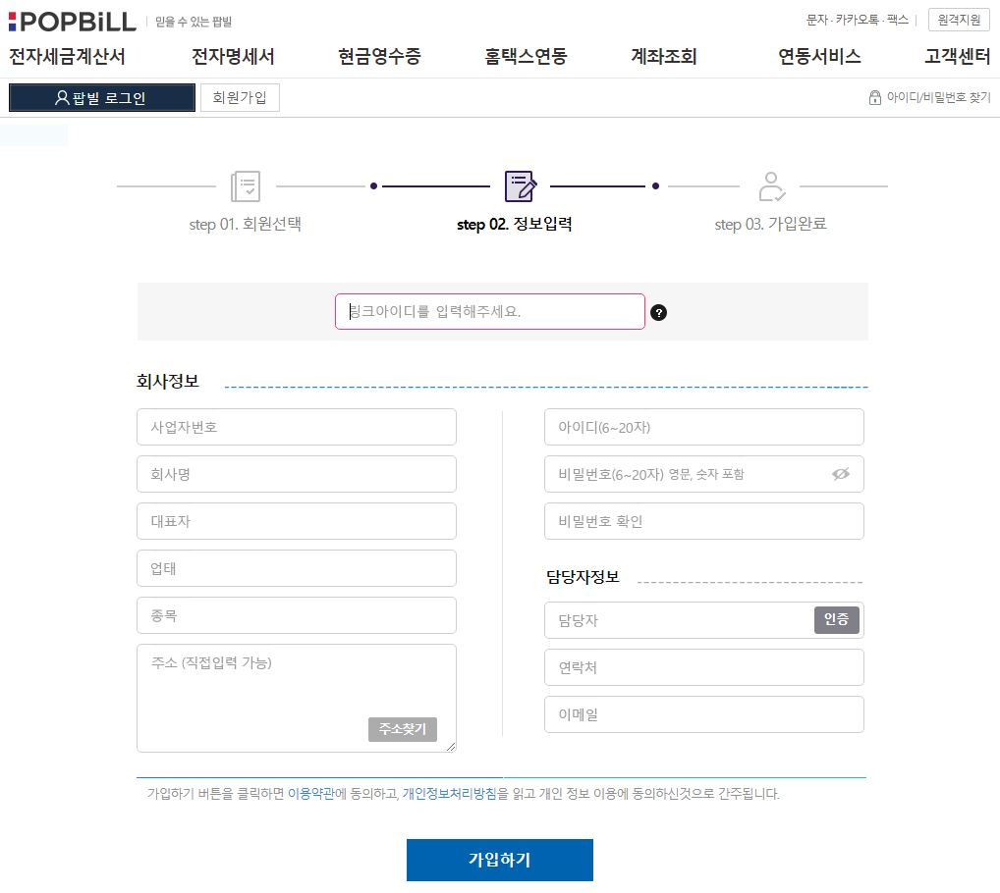 POPBiLL 믿을 수 있는 팝빌
문자 · 카카오톡 · 팩스 원격지원
전자세금계산서 전자명세서 현금영수증 홈택스연동 계좌조회 연동서비스 고객센터
팝빌 로그인 회원가입 아이디/비밀번호 찾기
step 01. 회원선택 step 02. 정보입력 step 03. 가입완료
링크아이디를 입력해주세요. ?
회사정보
사업자번호
회사명
대표자
업태
종목
주소 (직접입력 가능)
주소찾기
아이디(6~20자)
비밀번호(6~20자) 영문, 숫자 포함
비밀번호 확인
담당자정보
담당자 인증
연락처
이메일
가입하기 버튼을 클릭하면 이용약관에 동의하고, 개인정보처리방침을 읽고 개인 정보 이용에 동의하신것으로 간주됩니다.
가입하기